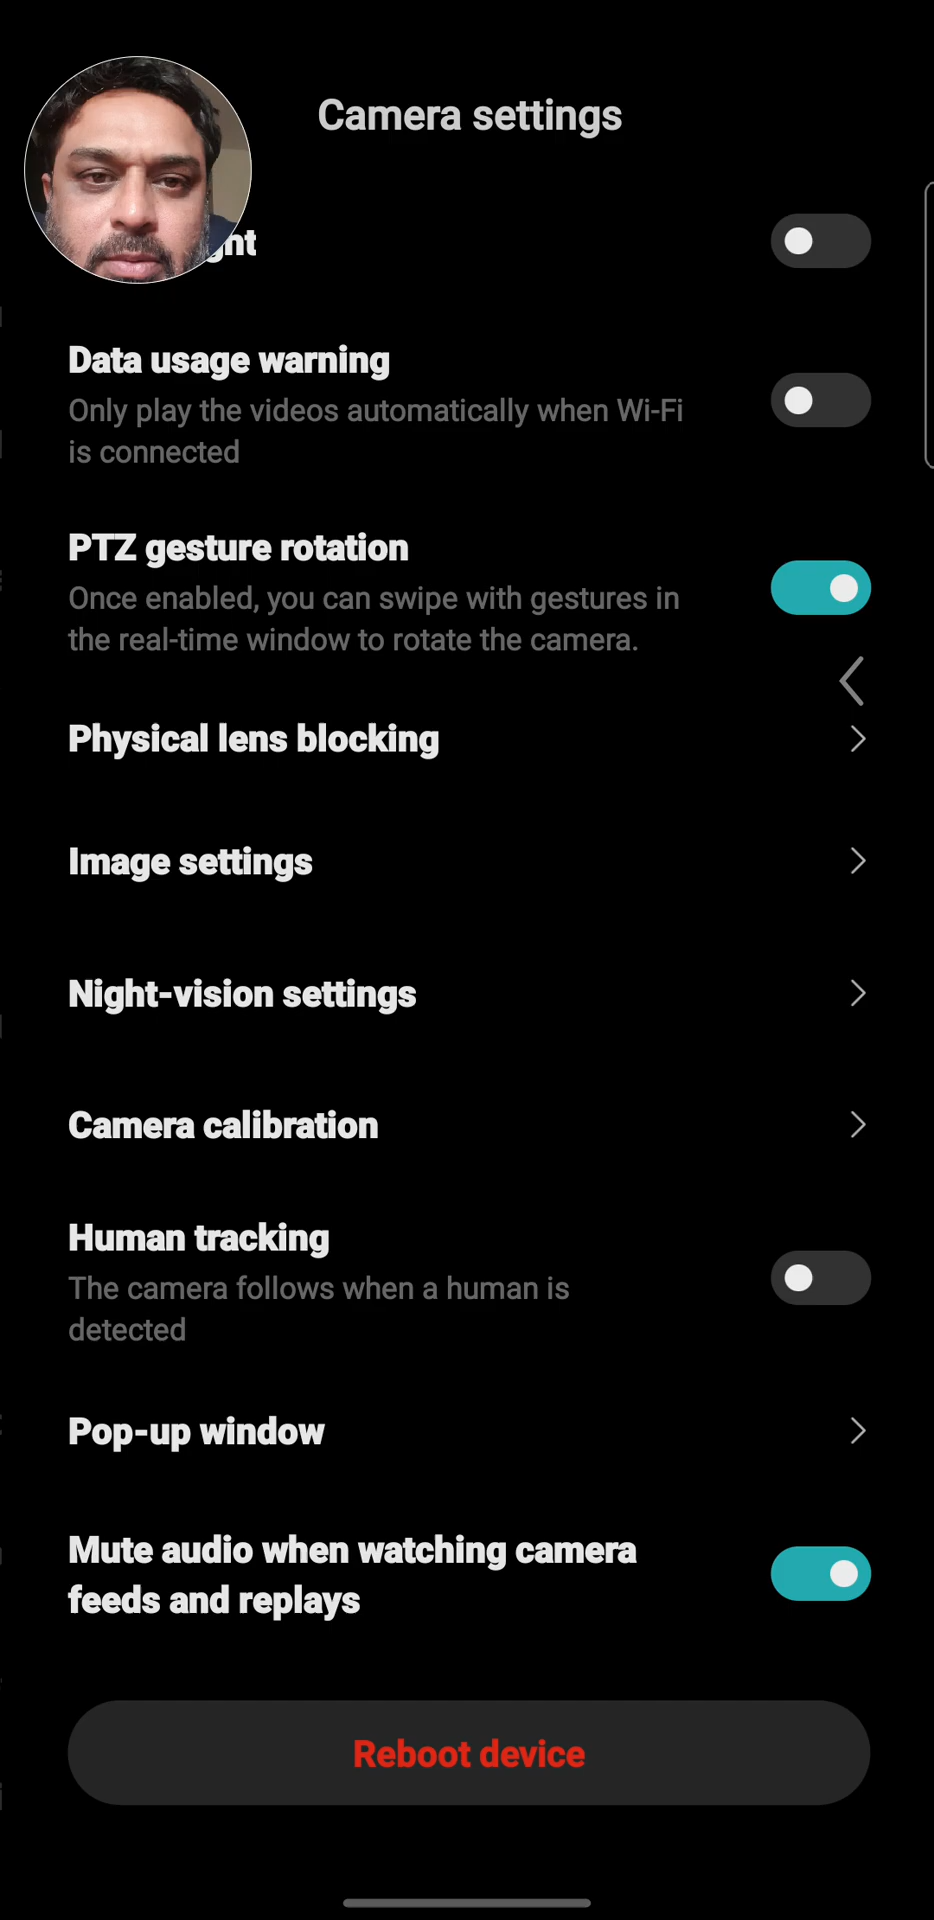 Camera settings
Data usage warning
Only play the videos automatically when Wi-Fi
is connected
PTZ gesture rotation
Once enabled, you can swipe with gestures in
the real-time window to rotate the camera.
Physical lens blocking
Image settings
Night-vision settings
Camera calibration
Human tracking
The camera follows when a human is
detected
Pop-up window
Mute audio when watching camera
feeds and replays
Reboot device